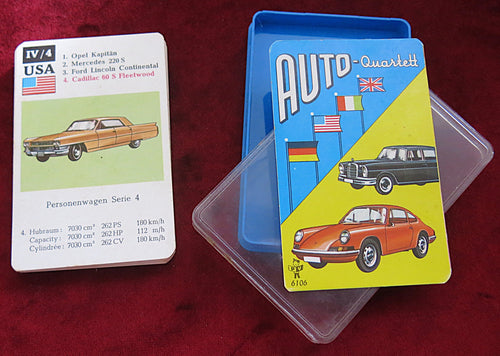 IV/4
USA
1. Opel Kapitän
2. Mercedes 220 S
3. Ford Lincoln Continental
4. Cadillac 60 S Fleetwood
Personenwagen Serie 4
4. Hubraum: 7030 cm³ 262 PS 180 km/h
Capacity: 7030 cm³ 262 HP 112 m/h
Cylindrée: 7030 cm³ 262 CV 180 km/h
AUTO-Quartett
6106